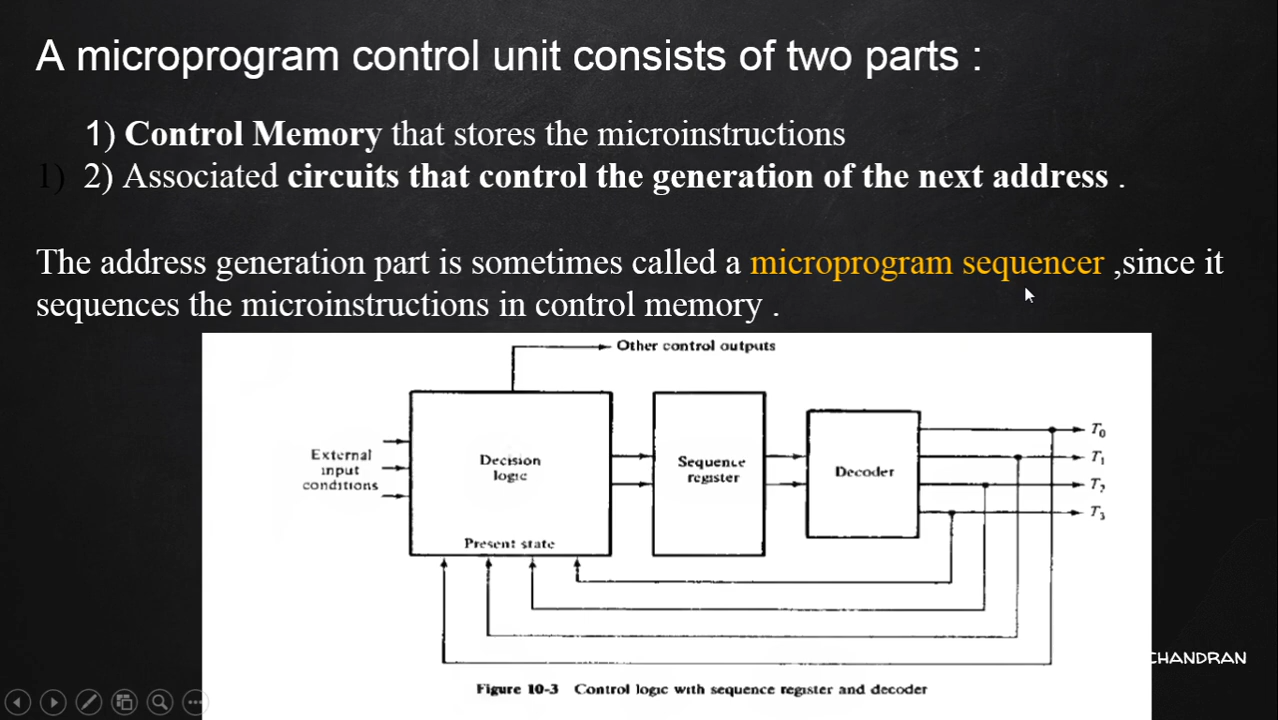 A microprogram control unit consists of two parts :
1) Control Memory that stores the microinstructions
1) 2) Associated circuits that control the generation of the next address .
The address generation part is sometimes called a microprogram sequencer ,since it
sequences the microinstructions in control memory .
Other control outputs
External
input
conditions
Decision
logic
Present state
Sequence
register
Decoder
T0
T1
T2
T3
Figure 10-3 Control logic with sequence register and decoder
CHANDRAN